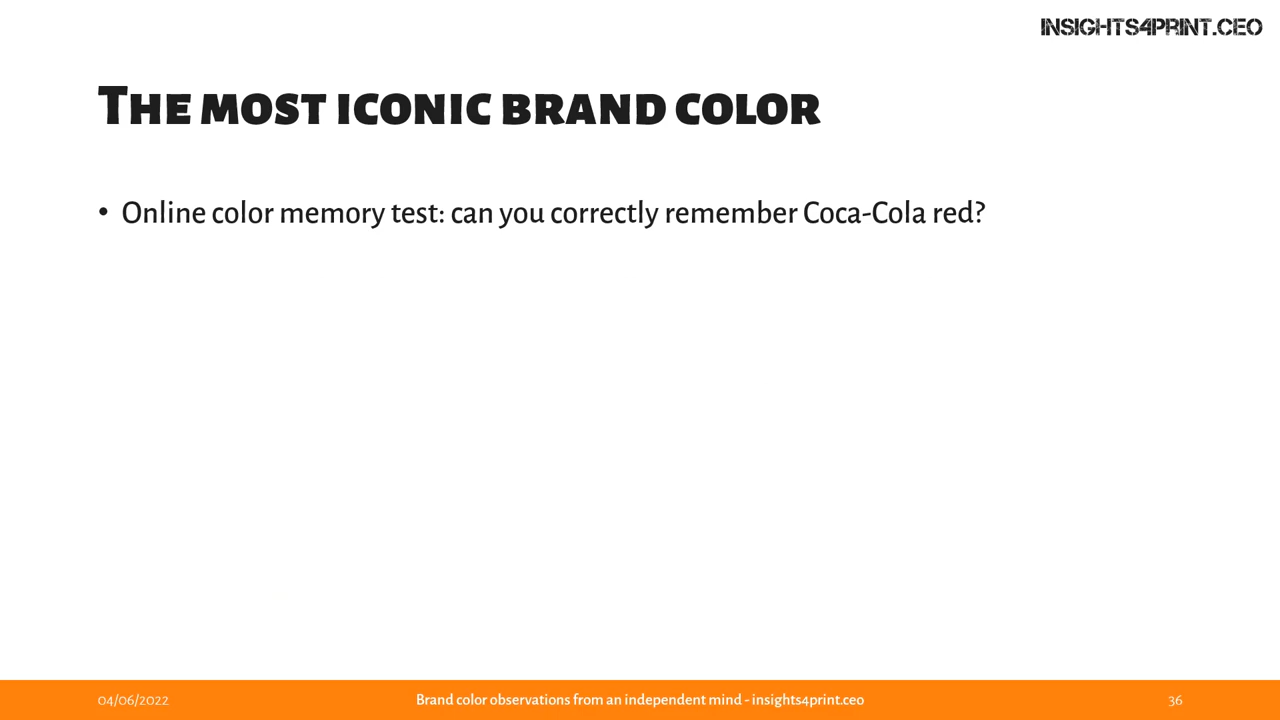 INSIGHTS4PRINT.CEO
The most iconic brand color
• Online color memory test: can you correctly remember Coca-Cola red?
04/06/2022
Brand color observations from an independent mind - insights4print.ceo
36